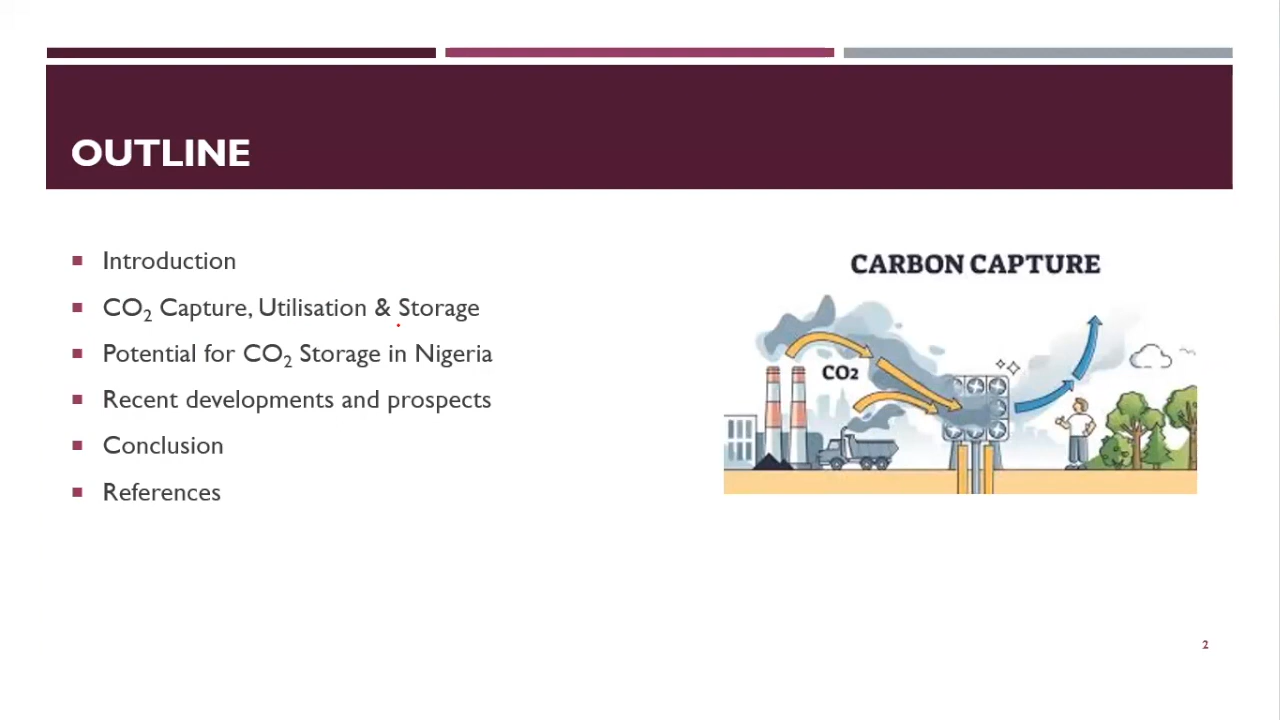 OUTLINE
Introduction
CO₂ Capture, Utilisation & Storage
Potential for CO₂ Storage in Nigeria
Recent developments and prospects
Conclusion
References
CARBON CAPTURE
CO2
2